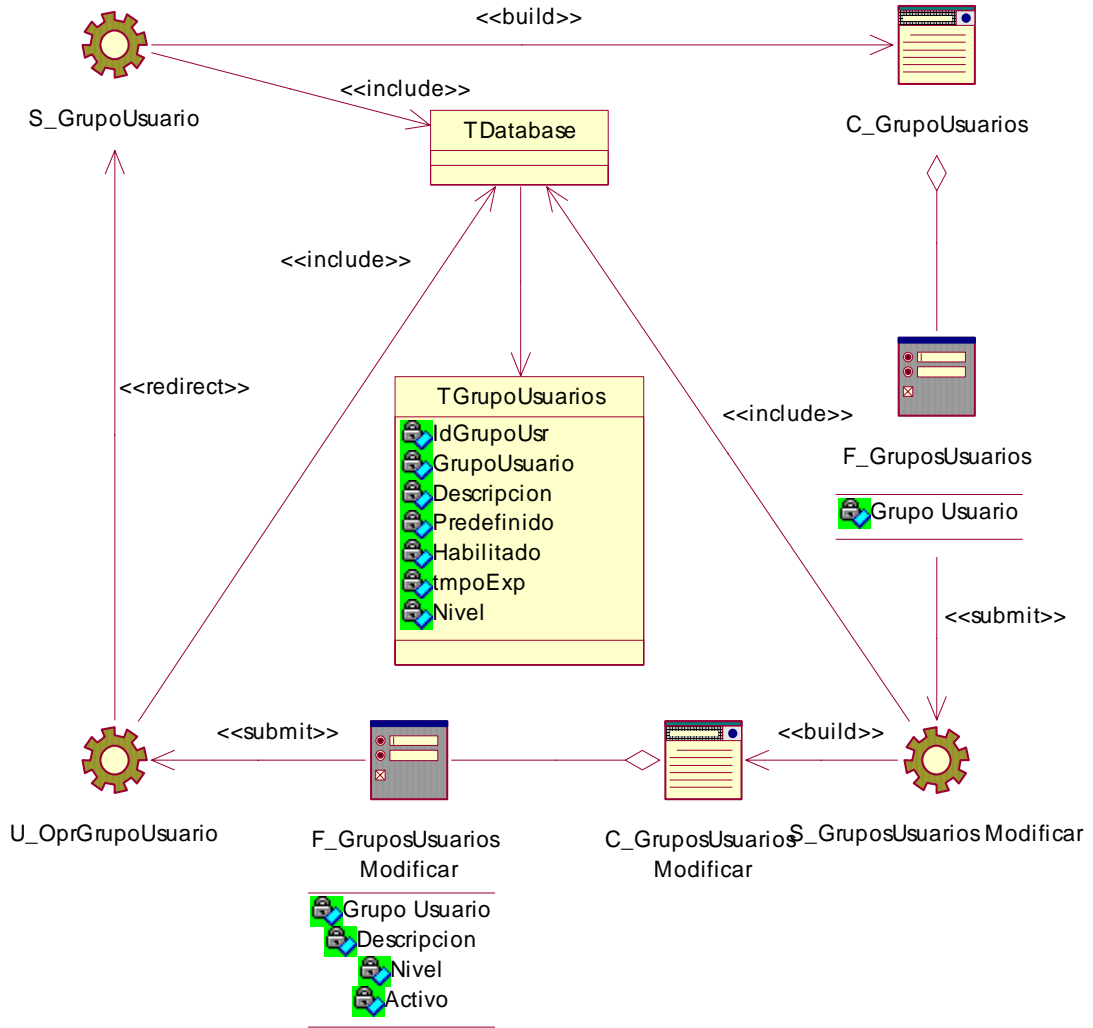 <<build>>
<<include>>
S_GrupoUsuario
TDatabase
C_GrupoUsuarios
<<include>>
<<redirect>>
TGrupoUsuarios
IdGrupoUsr
GrupoUsuario
Descripcion
Predefinido
Habilitado
tmpoExp
Nivel
<<include>>
F_GruposUsuarios
Grupo Usuario
<<submit>>
<<submit>>
<<build>>
U_OprGrupoUsuario
F_GruposUsuarios
Modificar
C_GruposUsuarios
Modificar
S_GruposUsuarios Modificar
Grupo Usuario
Descripcion
Nivel
Activo